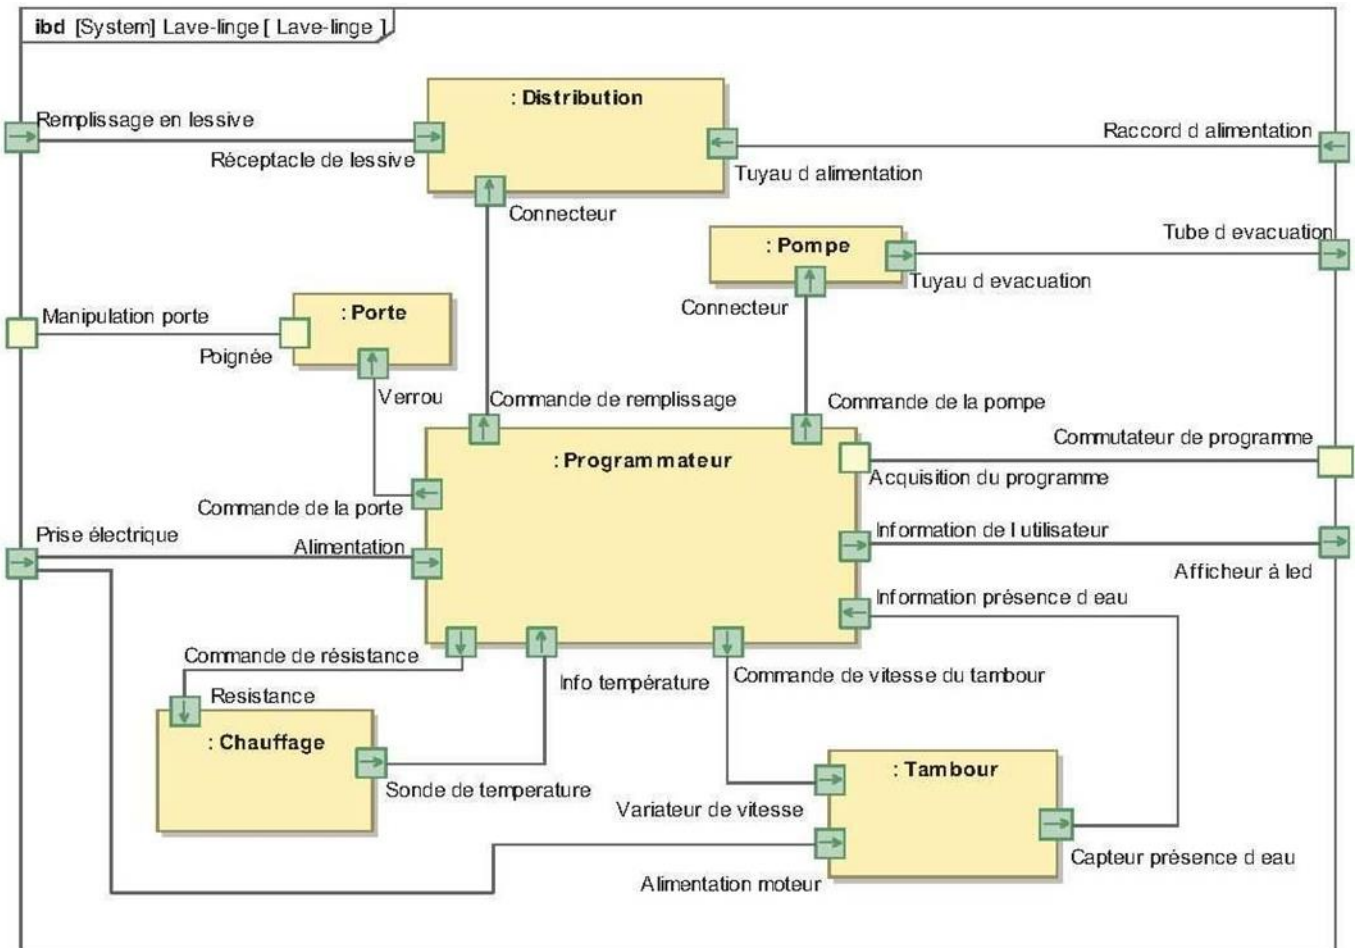 ibd [System] Lave-linge [ Lave-linge ]
: Distribution
Remplissage en lessive
Raccord d alimentation
Réceptacle de lessive
Tuyau d alimentation
Connecteur
Tube d evacuation
: Pompe
Tuyau d evacuation
Connecteur
Manipulation porte
: Porte
Poignée
Verrou
Commande de remplissage
Commande de la pompe
Commutateur de programme
: Programmateur
Acquisition du programme
Commande de la porte
Prise électrique
Alimentation
Information de l utilisateur
Afficheur à led
Information présence d eau
Commande de résistance
Info température
Commande de vitesse du tambour
Resistance
: Chauffage
: Tambour
Sonde de temperature
Variateur de vitesse
Capteur présence d eau
Alimentation moteur